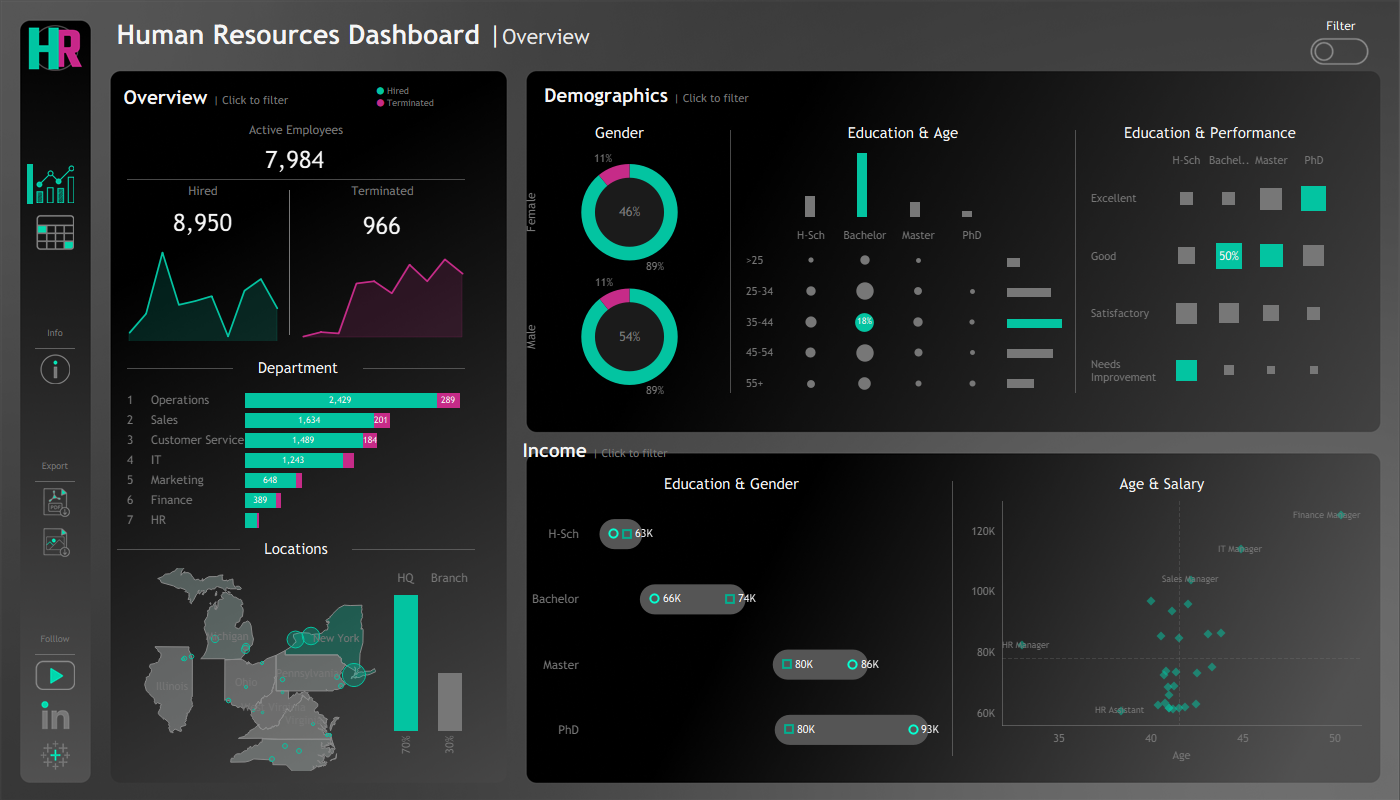 HR
Human Resources Dashboard | Overview
Filter
Overview | Click to filter
Hired
Terminated
Active Employees
7,984
Hired
8,950
Terminated
966
Department
1 Operations 2,429 289
2 Sales 1,634 201
3 Customer Service 1,489 184
4 IT 1,243
5 Marketing 648
6 Finance 389
7 HR
Locations
HQ Branch
Michigan
New York
Illinois
Ohio
Pennsylvania
70% 30%
Info
Export
PDF
Folllow
in
Demographics | Click to filter
Gender
Female
11%
46%
89%
Male
11%
54%
89%
Education & Age
H-Sch Bachelor Master PhD
>25
25-34
35-44 18%
45-54
55+
Education & Performance
H-Sch Bachel.. Master PhD
Excellent
Good 50%
Satisfactory
Needs
Improvement
Income | Click to filter
Education & Gender
H-Sch 63K
Bachelor 66K 74K
Master 80K 86K
PhD 80K 93K
Age & Salary
120K
100K
80K
60K
Finance Manager
IT Manager
Sales Manager
HR Manager
HR Assistant
35 40 45 50
Age